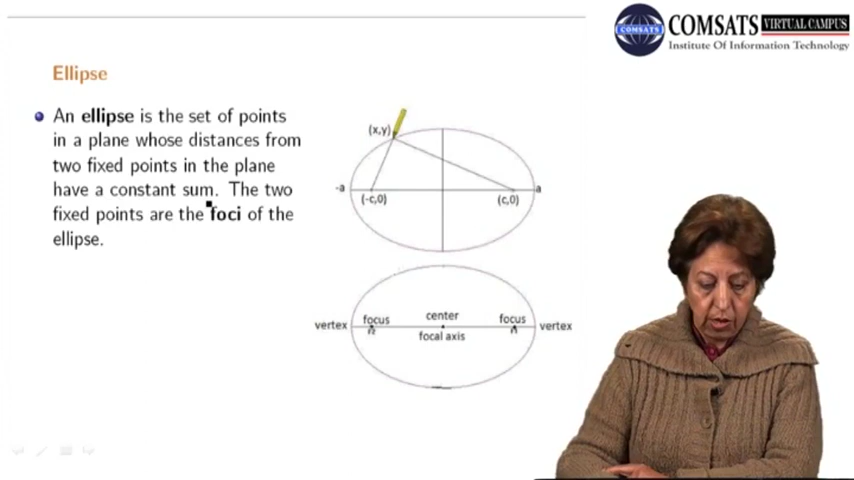 COMSATS VIRTUAL CAMPUS
COMSATS
Institute Of Information Technology
Ellipse
An ellipse is the set of points
in a plane whose distances from
two fixed points in the plane
have a constant sum. The two
fixed points are the foci of the
ellipse.
(x,y)
-a
a
(-c,0)
(c,0)
focus
center
focus
vertex
vertex
focal axis